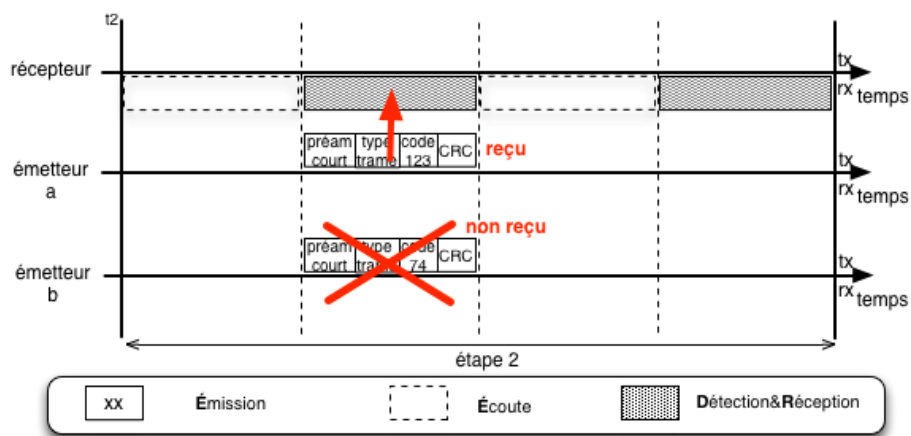 t2
récepteur
tx
rx temps
préam type code CRC
court trame 123
reçu
émetteur
a
tx
rx temps
non reçu
préam type code CRC
court trame 74
émetteur
b
tx
rx temps
étape 2
xx Émission Écoute Détection&Réception